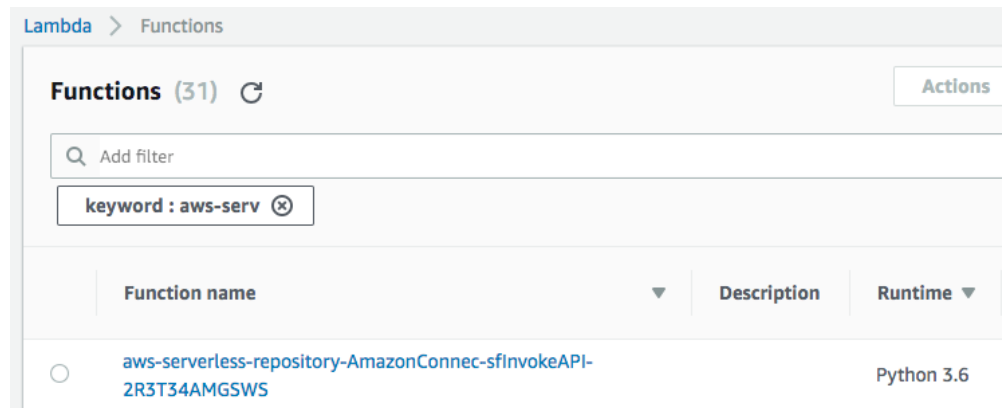 Lambda > Functions
Functions (31)
Actions
Add filter
keyword : aws-serv
Function name Description Runtime
aws-serverless-repository-AmazonConnec-sfInvokeAPI-
2R3T34AMGSWS
Python 3.6